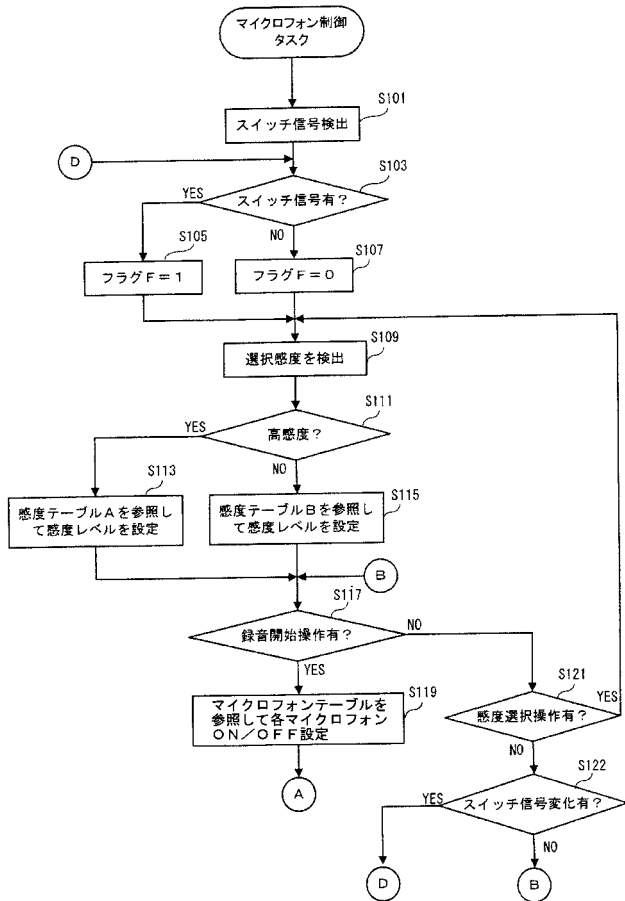 マイクロフォン制御
タスク
S101
スイッチ信号検出
D
S103
YES
スイッチ信号有？
NO
S105
フラグF＝1
S107
フラグF＝0
S109
選択感度を検出
S111
YES
高感度？
NO
S113
感度テーブルAを参照し
て感度レベルを設定
S115
感度テーブルBを参照し
て感度レベルを設定
B
S117
録音開始操作有？
NO
YES
S119
マイクロフォンテーブルを
参照して各マイクロフォン
ON／OFF設定
A
S121
感度選択操作有？
YES
NO
S122
YES
スイッチ信号変化有？
NO
D
B